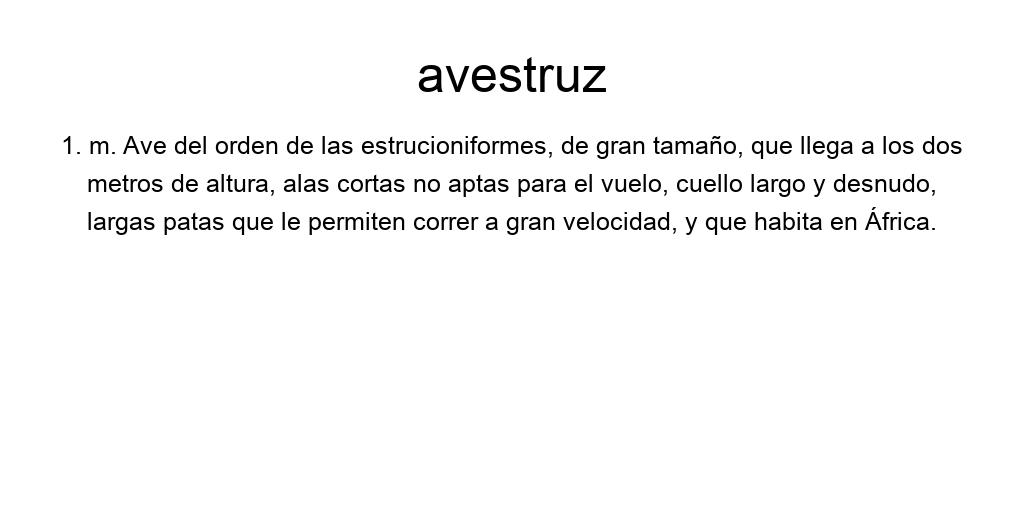 avestruz
1. m. Ave del orden de las estrucioniformes, de gran tamaño, que llega a los dos
metros de altura, alas cortas no aptas para el vuelo, cuello largo y desnudo,
largas patas que le permiten correr a gran velocidad, y que habita en África.